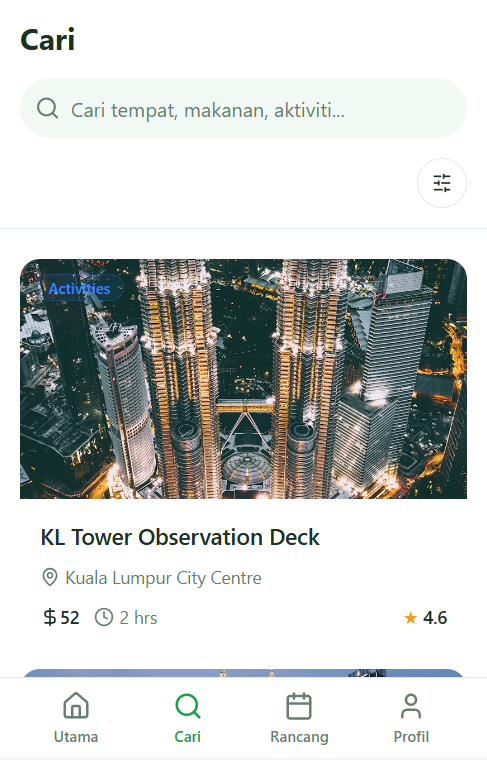 Cari
Cari tempat, makanan, aktiviti...
Activities
KL Tower Observation Deck
Kuala Lumpur City Centre
$52 2 hrs ★ 4.6
Utama Cari Rancang Profil